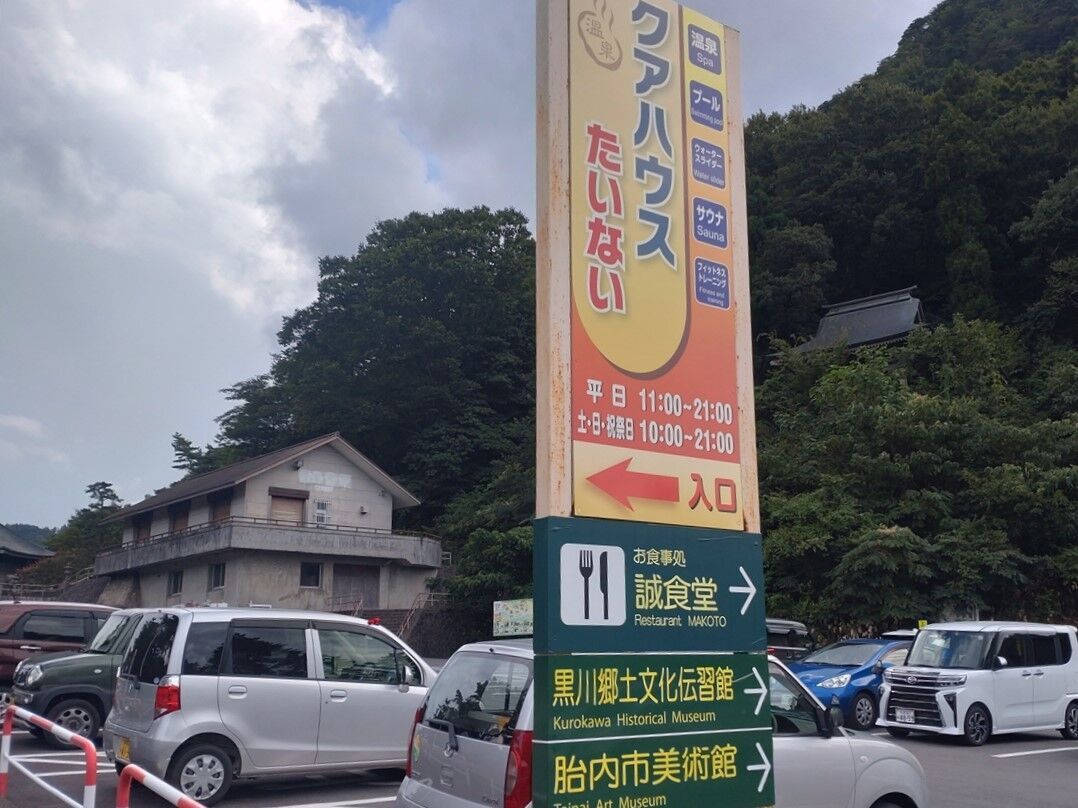 温泉
クアハウス
たいない
温泉
Spa
プール
Swimming pool
ウォーター
スライダー
Water slider
サウナ
Sauna
フィットネス
トレーニング
Fitness and
training
平日 11:00~21:00
土・日・祝祭日 10:00~21:00
入口
お食事処
誠食堂
Restaurant MAKOTO
黒川郷土文化伝習館
Kurokawa Historical Museum
胎内市美術館
Tainai Art Museum